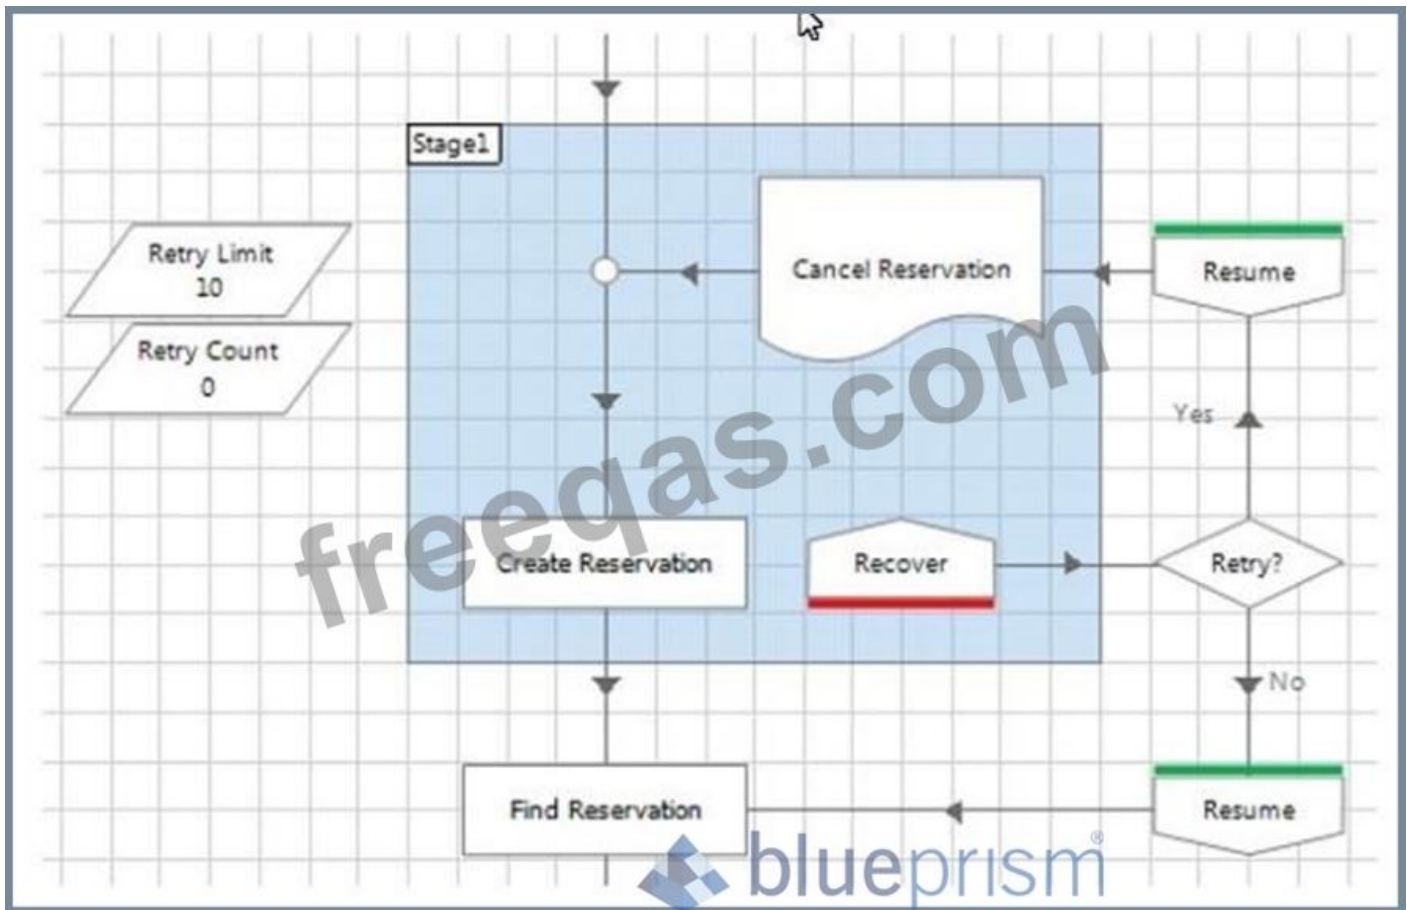 Stage1
Retry Limit
10
Retry Count
0
Cancel Reservation
Resume
Yes
Create Reservation
Recover
Retry?
No
Find Reservation
Resume
freeqas.com
blueprism®